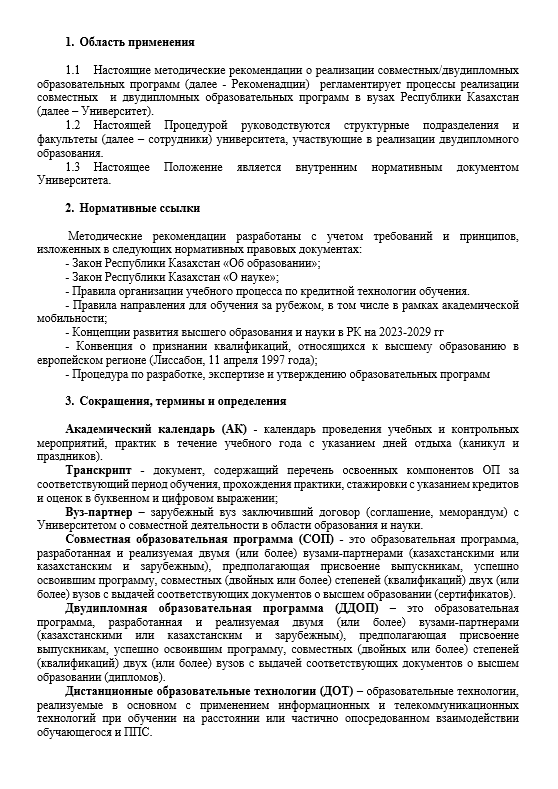 1. Область применения
1.1 Настоящие методические рекомендации о реализации совместных/двудипломных
образовательных программ (далее - Рекоменадции) регламентирует процессы реализации
совместных и двудипломных образовательных программ в вузах Республики Казахстан
(далее – Университет).
1.2 Настоящей Процедурой руководствуются структурные подразделения и
факультеты (далее – сотрудники) университета, участвующие в реализации двудипломного
образования.
1.3 Настоящее Положение является внутренним нормативным документом
Университета.
2. Нормативные ссылки
Методические рекомендации разработаны с учетом требований и принципов,
изложенных в следующих нормативных правовых документах:
- Закон Республики Казахстан «Об образовании»;
- Закон Республики Казахстан «О науке»;
- Правила организации учебного процесса по кредитной технологии обучения.
- Правила направления для обучения за рубежом, в том числе в рамках академической
мобильности;
- Концепции развития высшего образования и науки в РК на 2023-2029 гг
- Конвенция о признании квалификаций, относящихся к высшему образованию в
европейском регионе (Лиссабон, 11 апреля 1997 года);
- Процедура по разработке, экспертизе и утверждению образовательных программ
3. Сокращения, термины и определения
Академический календарь (АК) - календарь проведения учебных и контрольных
мероприятий, практик в течение учебного года с указанием дней отдыха (каникул и
праздников).
Транскрипт - документ, содержащий перечень освоенных компонентов ОП за
соответствующий период обучения, прохождения практики, стажировки с указанием кредитов
и оценок в буквенном и цифровом выражении;
Вуз-партнер – зарубежный вуз заключивший договор (соглашение, меморандум) с
Университетом о совместной деятельности в области образования и науки.
Совместная образовательная программа (СОП) - это образовательная программа,
разработанная и реализуемая двумя (или более) вузами-партнерами (казахстанскими или
казахстанским и зарубежным), предполагающая присвоение выпускникам, успешно
освоившим программу, совместных (двойных или более) степеней (квалификаций) двух (или
более) вузов с выдачей соответствующих документов о высшем образовании (сертификатов).
Двудипломная образовательная программа (ДДОП) – это образовательная
программа, разработанная и реализуемая двумя (или более) вузами-партнерами
(казахстанскими или казахстанским и зарубежным), предполагающая присвоение
выпускникам, успешно освоившим программу, совместных (двойных или более) степеней
(квалификаций) двух (или более) вузов с выдачей соответствующих документов о высшем
образовании (дипломов).
Дистанционные образовательные технологии (ДОТ) – образовательные технологии,
реализуемые в основном с применением информационных и телекоммуникационных
технологий при обучении на расстоянии или частично опосредованном взаимодействии
обучающегося и ППС.